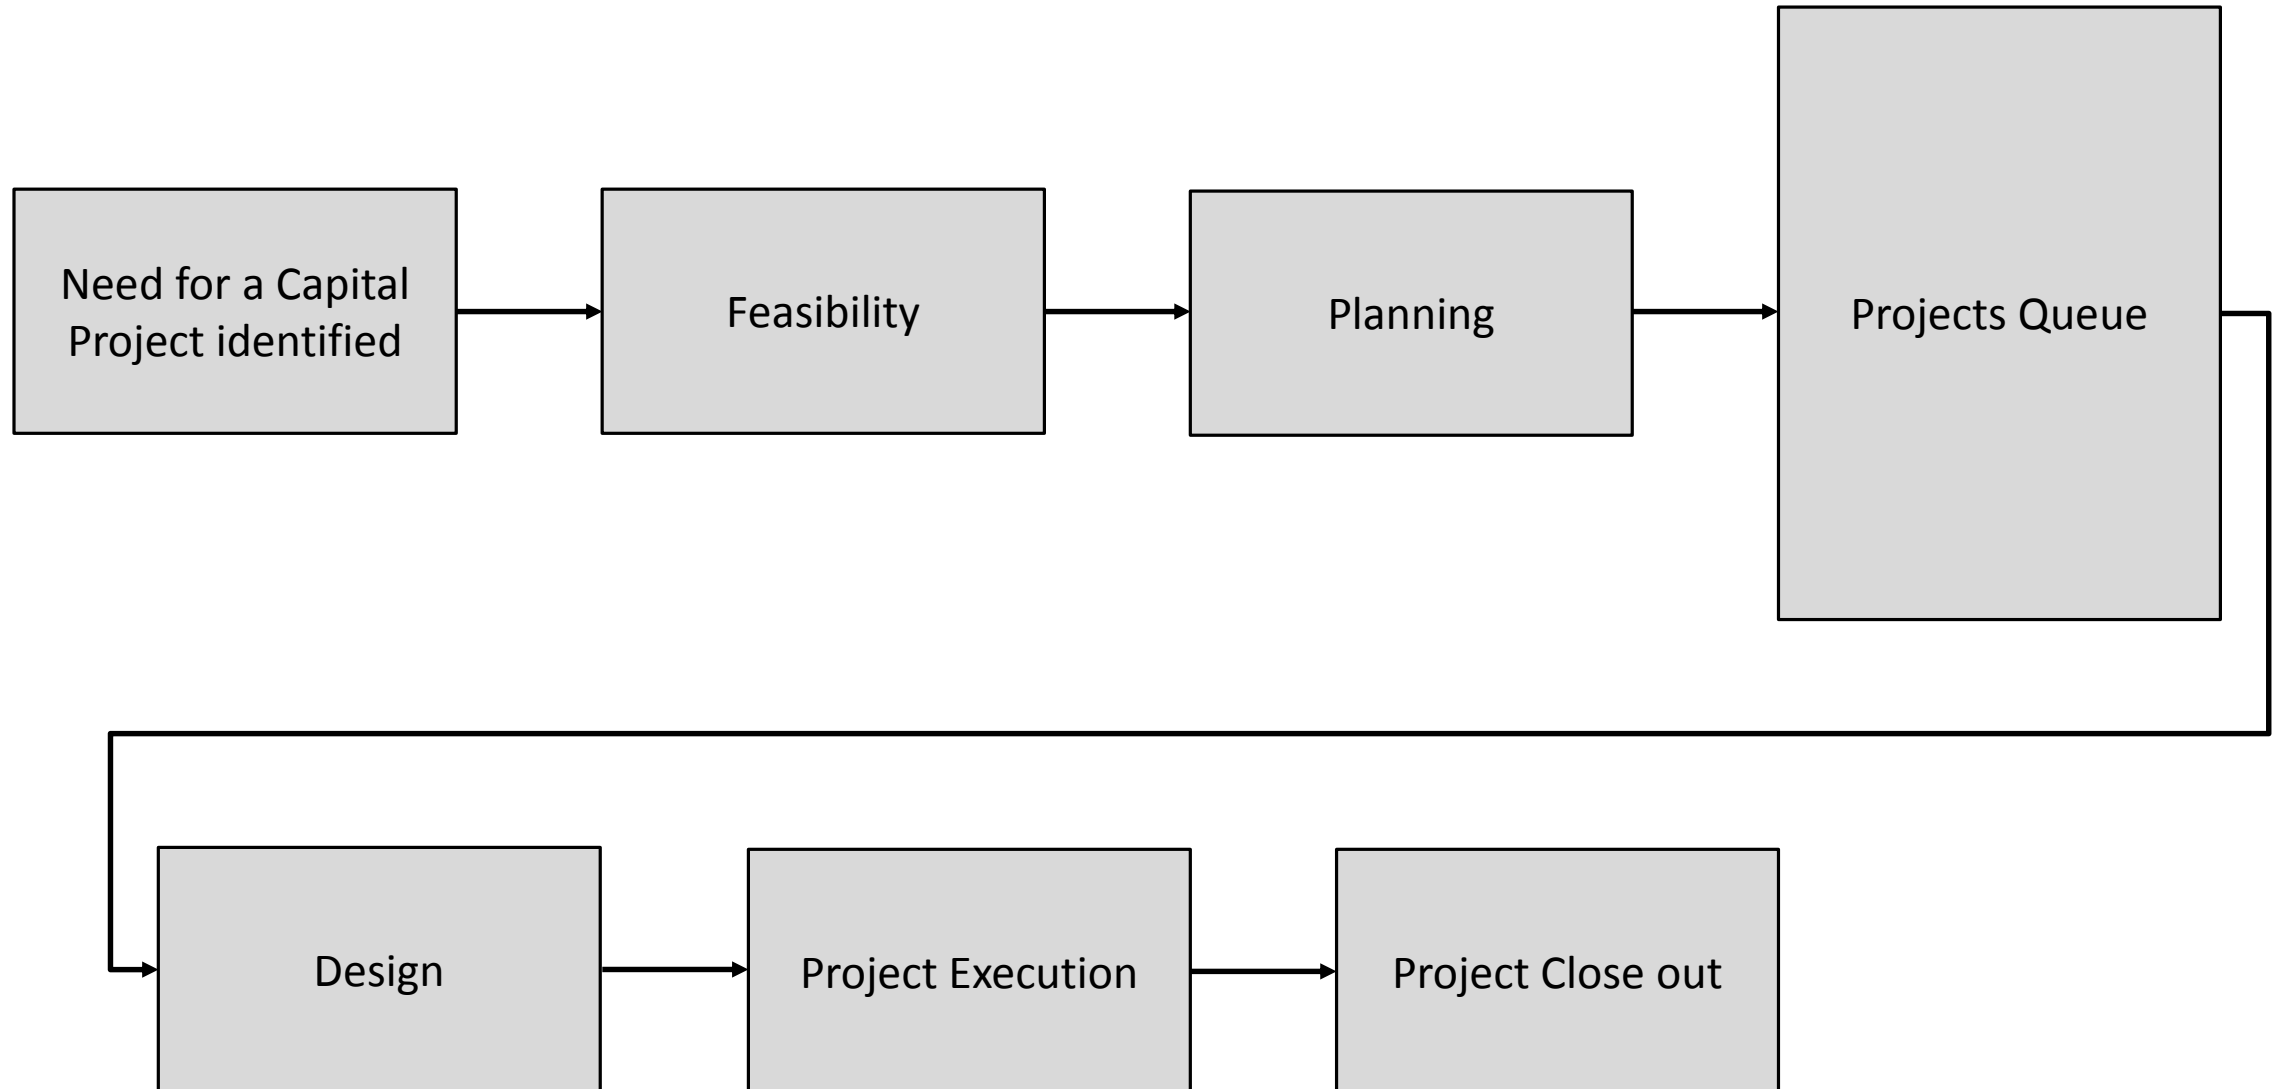 Need for a Capital
Project identified
Feasibility
Planning
Projects Queue
Design
Project Execution
Project Close out